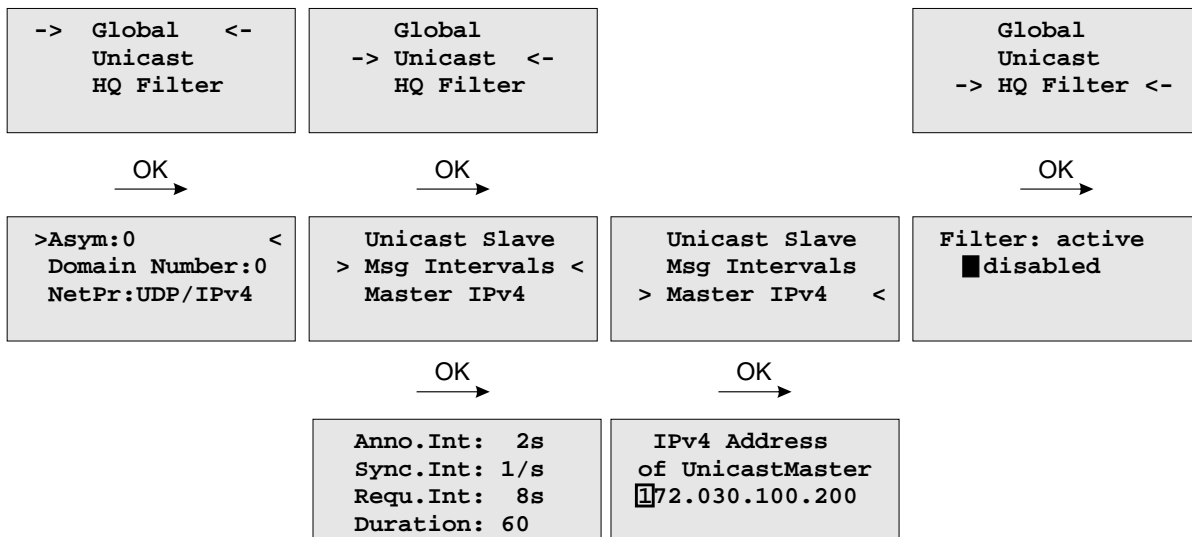 -> Global <-
Unicast
HQ Filter
Global
-> Unicast <-
HQ Filter
Global
Unicast
-> HQ Filter <-
OK
OK
OK
>Asym:0 <
Domain Number:0
NetPr:UDP/IPv4
Unicast Slave
> Msg Intervals <
Master IPv4
Unicast Slave
Msg Intervals
> Master IPv4 <
Filter: active
disabled
OK
OK
Anno.Int: 2s
Sync.Int: 1/s
Requ.Int: 8s
Duration: 60
IPv4 Address
of UnicastMaster
172.030.100.200